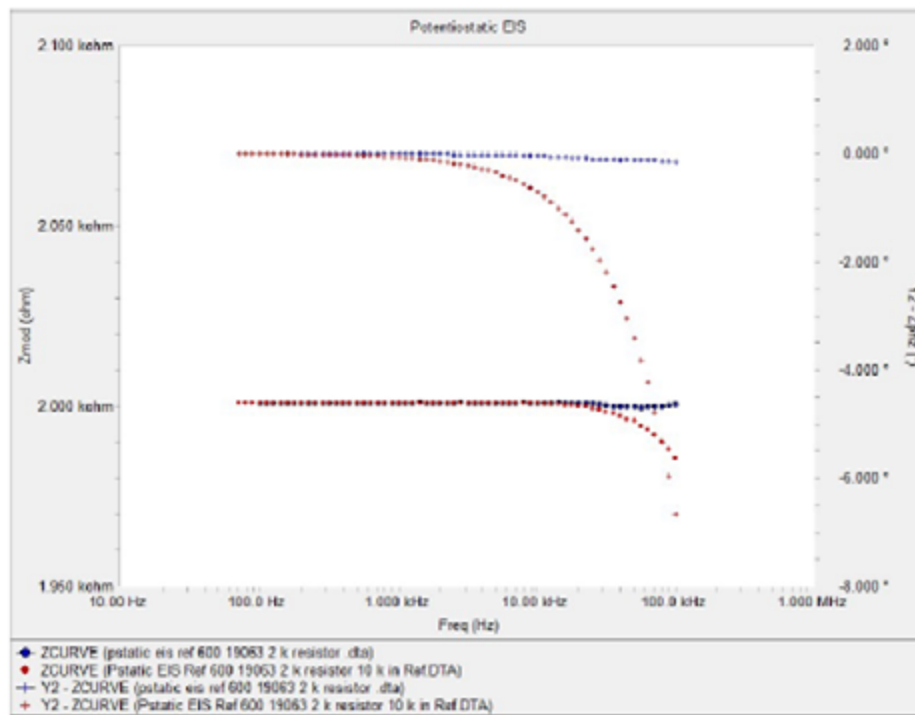 Potentiostatic EIS
2.100 kohm
2.000 °
0.000 °
2.050 kohm
-2.000 °
Zmod (ohm)
-4.000 °
2.000 kohm
-6.000 °
1.950 kohm
-8.000 °
10.00 Hz 100.0 Hz 1.000 kHz 10.00 kHz 100.0 kHz 1.000 MHz
Freq (Hz)
ZCURVE (pstatic eis ref 600 19063 2 k resistor .dta)
ZCURVE (Pstatic EIS Ref 600 19063 2 k resistor 10 k in Ref.DTA)
Y2 - ZCURVE (pstatic eis ref 600 19063 2 k resistor .dta)
Y2 - ZCURVE (Pstatic EIS Ref 600 19063 2 k resistor 10 k in Ref.DTA)